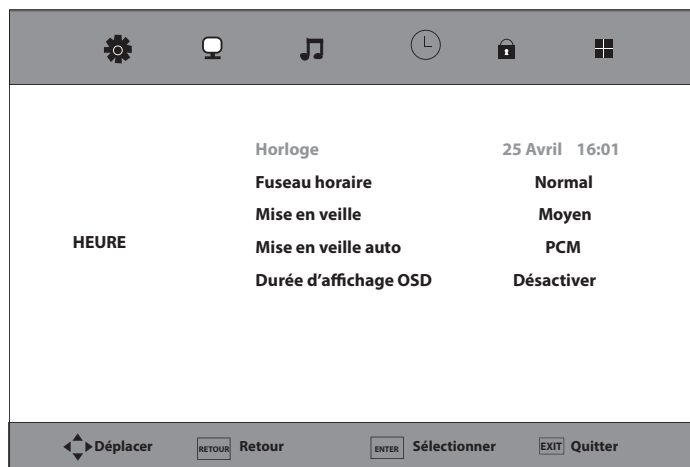 Horloge 25 Avril 16:01
Fuseau horaire Normal
Mise en veille Moyen
HEURE
Mise en veille auto PCM
Durée d’affichage OSD Désactiver
Déplacer RETOUR Retour ENTER Sélectionner EXIT Quitter